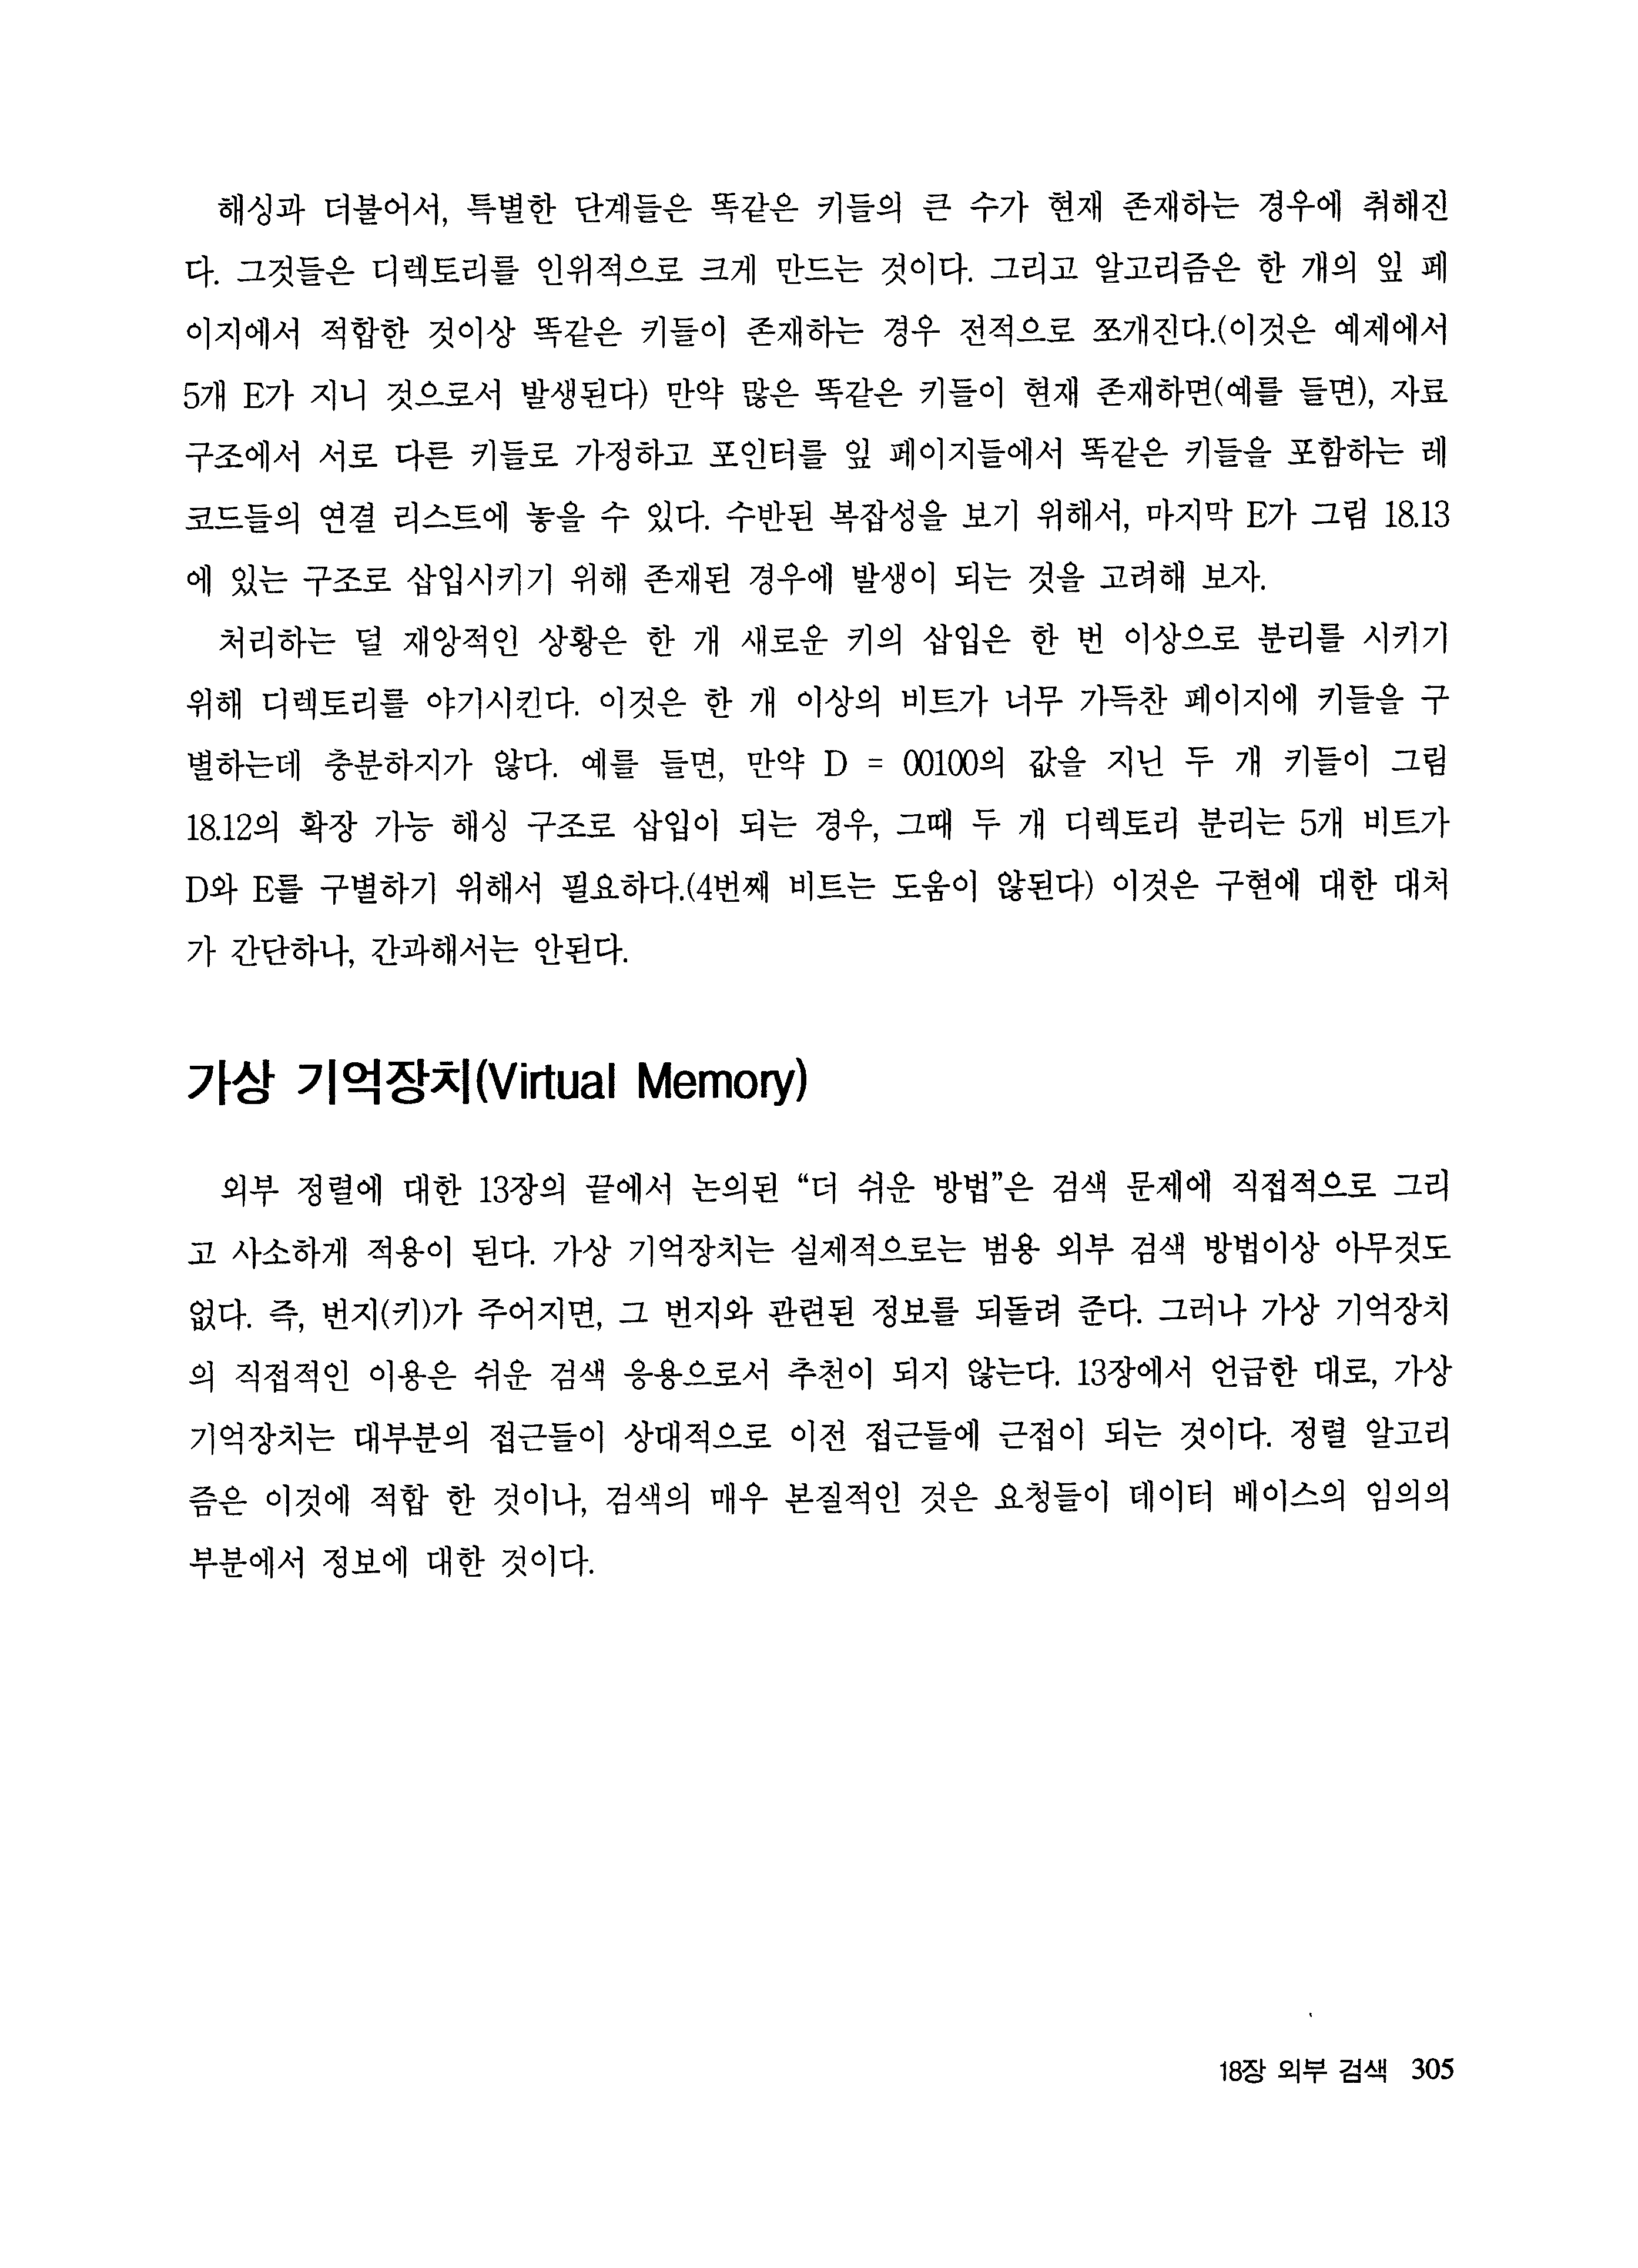 해싱과 더불어서, 특별한 단계들은 똑같은 키들의 큰 수가 현재 존재하는 경우에 취해진
다. 그것들은 디렉토리를 인위적으로 크게 만드는 것이다. 그리고 알고리즘은 한 개의 잎 페
이지에서 적합한 것이상 똑같은 키들이 존재하는 경우 전적으로 쪼개진다.(이것은 예제에서
5개 E가 지니 것으로서 발생된다) 만약 많은 똑같은 키들이 현재 존재하면(예를 들면), 자료
구조에서 서로 다른 키들로 가정하고 포인터를 잎 페이지들에서 똑같은 키들을 포함하는 레
코드들의 연결 리스트에 놓을 수 있다. 수반된 복잡성을 보기 위해서, 마지막 E가 그림 18.13
에 있는 구조로 삽입시키기 위해 존재된 경우에 발생이 되는 것을 고려해 보자.
처리하는 덜 재앙적인 상황은 한 개 새로운 키의 삽입은 한 번 이상으로 분리를 시키기
위해 디렉토리를 야기시킨다. 이것은 한 개 이상의 비트가 너무 가득찬 페이지에 키들을 구
별하는데 충분하지가 않다. 예를 들면, 만약 D = 00100의 값을 지닌 두 개 키들이 그림
18.12의 확장 가능 해싱 구조로 삽입이 되는 경우, 그때 두 개 디렉토리 분리는 5개 비트가
D와 E를 구별하기 위해서 필요하다.(4번째 비트는 도움이 않된다) 이것은 구현에 대한 대처
가 간단하나, 간과해서는 안된다.
가상 기억장치(Virtual Memory)
외부 정렬에 대한 13장의 끝에서 논의된 “더 쉬운 방법”은 검색 문제에 직접적으로 그리
고 사소하게 적용이 된다. 가상 기억장치는 실제적으로는 범용 외부 검색 방법이상 아무것도
없다. 즉, 번지(키)가 주어지면, 그 번지와 관련된 정보를 되돌려 준다. 그러나 가상 기억장치
의 직접적인 이용은 쉬운 검색 응용으로서 추천이 되지 않는다. 13장에서 언급한 대로, 가상
기억장치는 대부분의 접근들이 상대적으로 이전 접근들에 근접이 되는 것이다. 정렬 알고리
즘은 이것에 적합 한 것이나, 검색의 매우 본질적인 것은 요청들이 데이터 베이스의 임의의
부분에서 정보에 대한 것이다.
18장 외부 검색 305